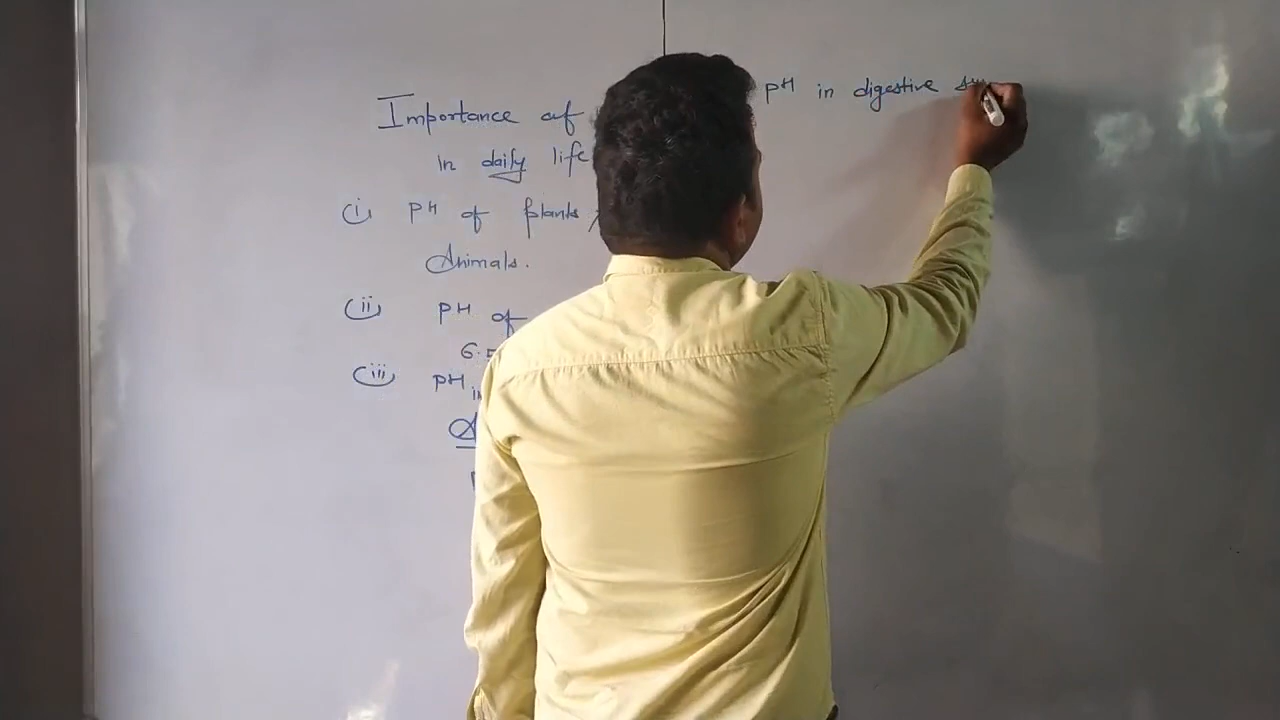 Importance of
in daily life
(i) pH of plants
Animals.
(ii) pH of
6.5
(iii) pH in
pH in digestive